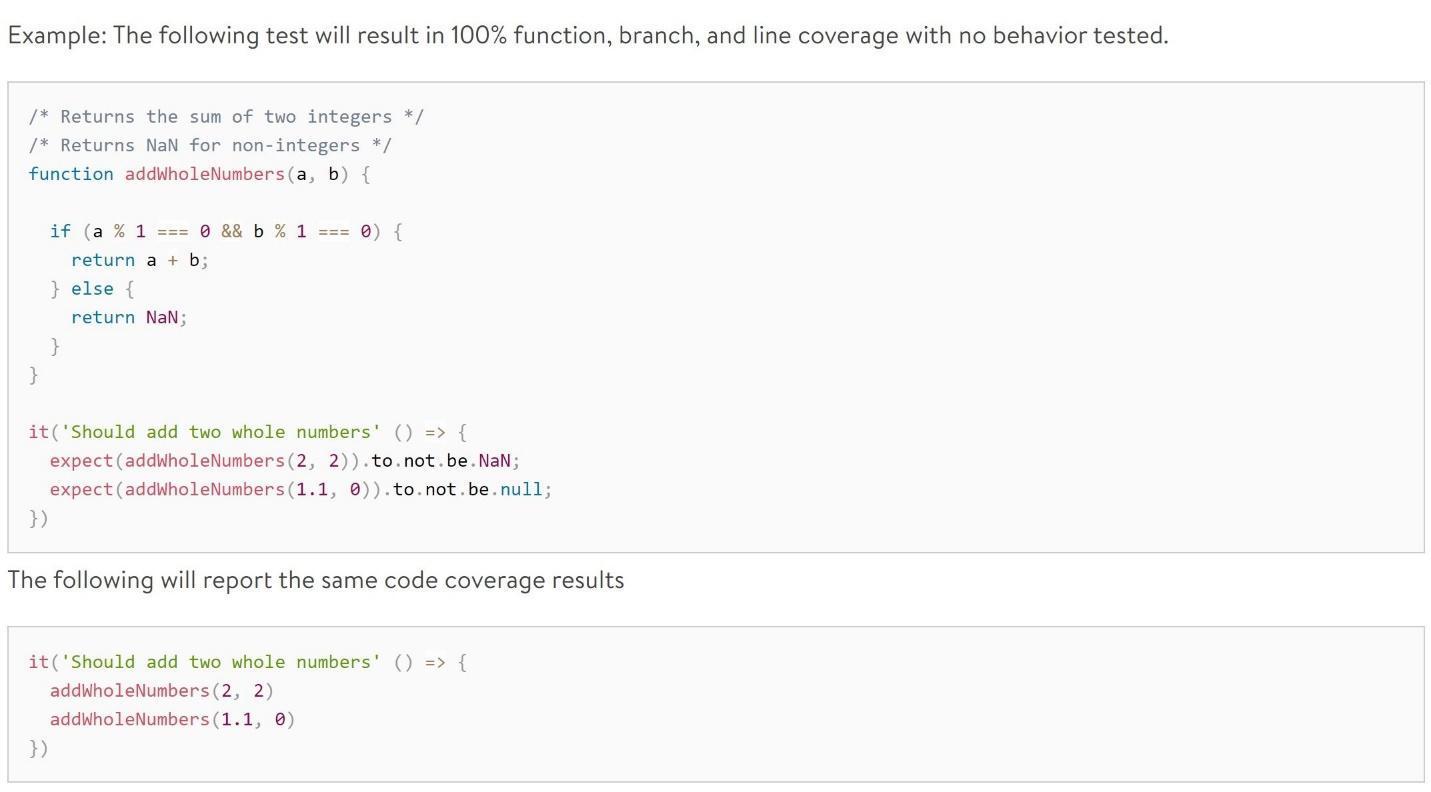 Example: The following test will result in 100% function, branch, and line coverage with no behavior tested.
/* Returns the sum of two integers */
/* Returns NaN for non-integers */
function addWholeNumbers(a, b) {
if (a % 1 === 0 && b % 1 === 0) {
return a + b;
} else {
return NaN;
}
}
it('Should add two whole numbers' () => {
expect(addWholeNumbers(2, 2)).to.not.be.NaN;
expect(addWholeNumbers(1.1, 0)).to.not.be.null;
})
The following will report the same code coverage results
it('Should add two whole numbers' () => {
addWholeNumbers(2, 2)
addWholeNumbers(1.1, 0)
})